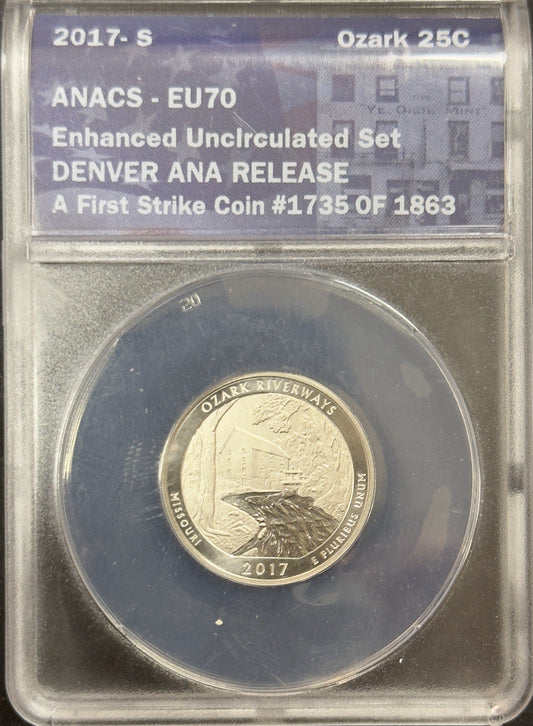 2017- S Ozark 25C
ANACS - EU70
Enhanced Uncirculated Set
DENVER ANA RELEASE
A First Strike Coin #1735 OF 1863
Ye Olde Mint
20
OZARK RIVERWAYS
MISSOURI
E PLURIBUS UNUM
2017